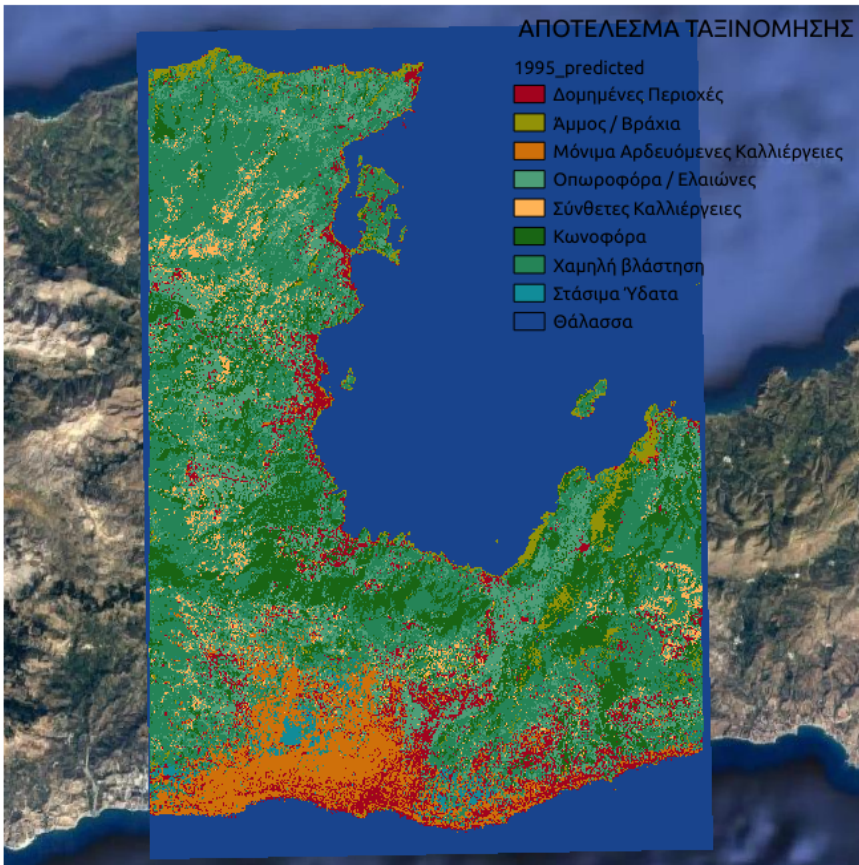 ΑΠΟΤΕΛΕΣΜΑ ΤΑΞΙΝΟΜΗΣΗΣ
1995_predicted
Δομημένες Περιοχές
Άμμος / Βράχια
Μόνιμα Αρδευόμενες Καλλιέργειες
Οπωροφόρα / Ελαιώνες
Σύνθετες Καλλιέργειες
Κωνοφόρα
Χαμηλή βλάστηση
Στάσιμα Ύδατα
Θάλασσα